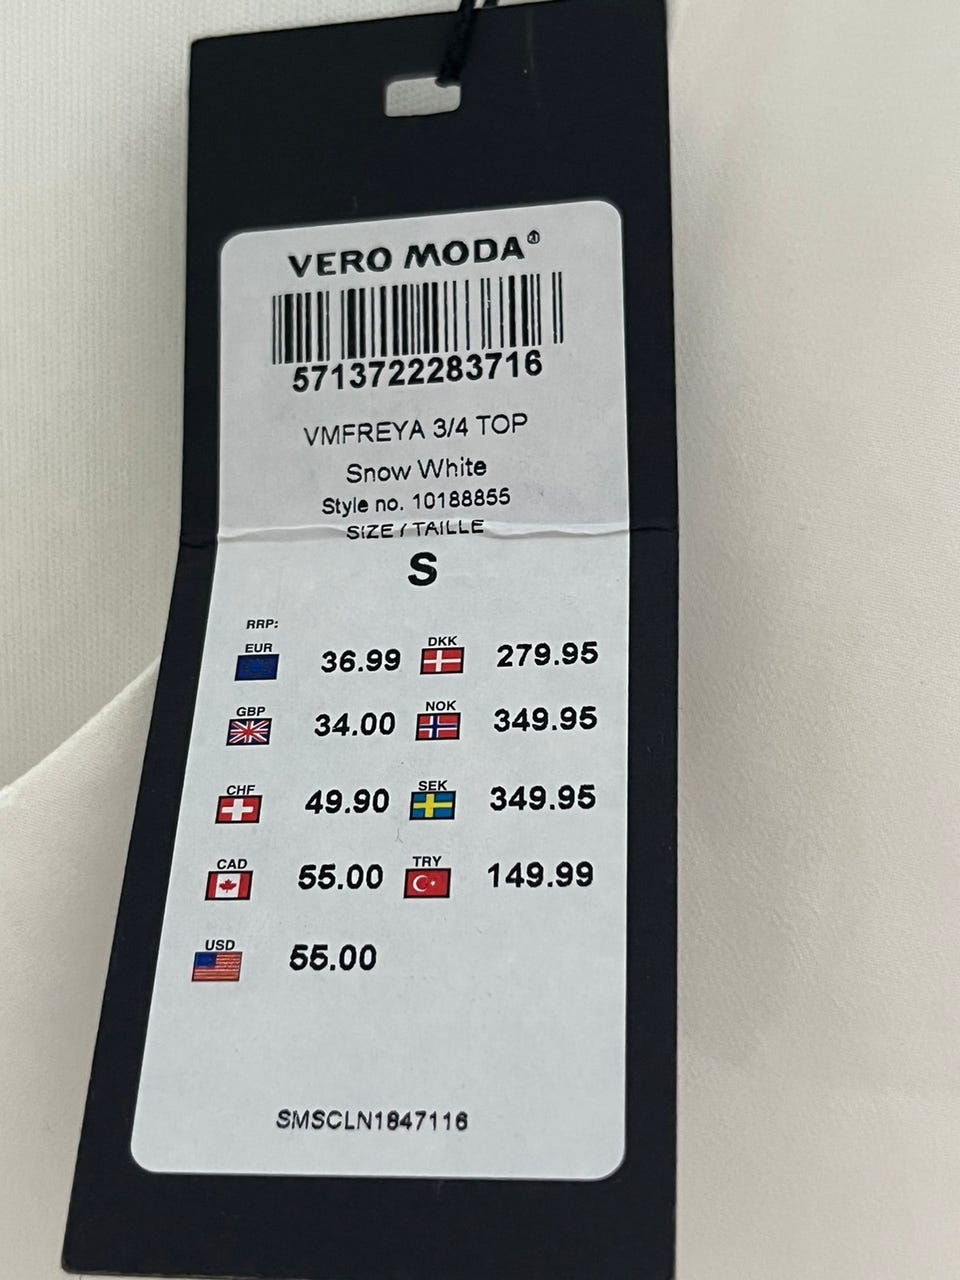 VERO MODA®
5713722283716
VMFREYA 3/4 TOP
Snow White
Style no. 10188855
SIZE / TAILLE
S
RRP:
EUR 36.99 DKK 279.95
GBP 34.00 NOK 349.95
CHF 49.90 SEK 349.95
CAD 55.00 TRY 149.99
USD 55.00
SMSCLN1847116